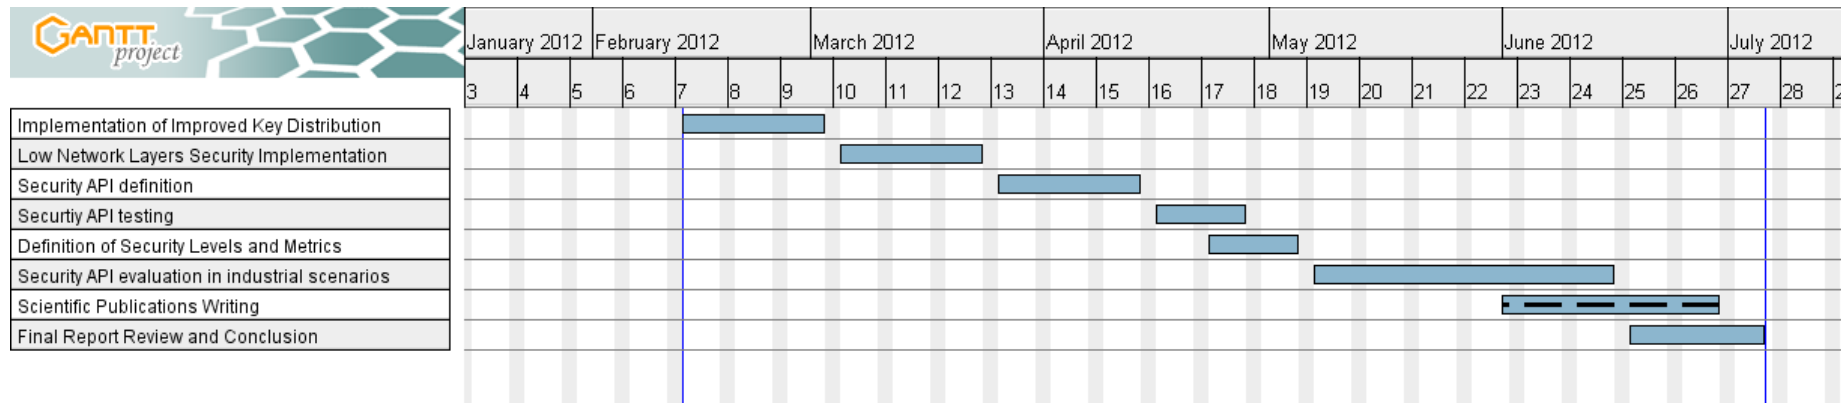 GANTT
project
January 2012 February 2012 March 2012 April 2012 May 2012 June 2012 July 2012
3 4 5 6 7 8 9 10 11 12 13 14 15 16 17 18 19 20 21 22 23 24 25 26 27 28
Implementation of Improved Key Distribution
Low Network Layers Security Implementation
Security API definition
Securtiy API testing
Definition of Security Levels and Metrics
Security API evaluation in industrial scenarios
Scientific Publications Writing
Final Report Review and Conclusion